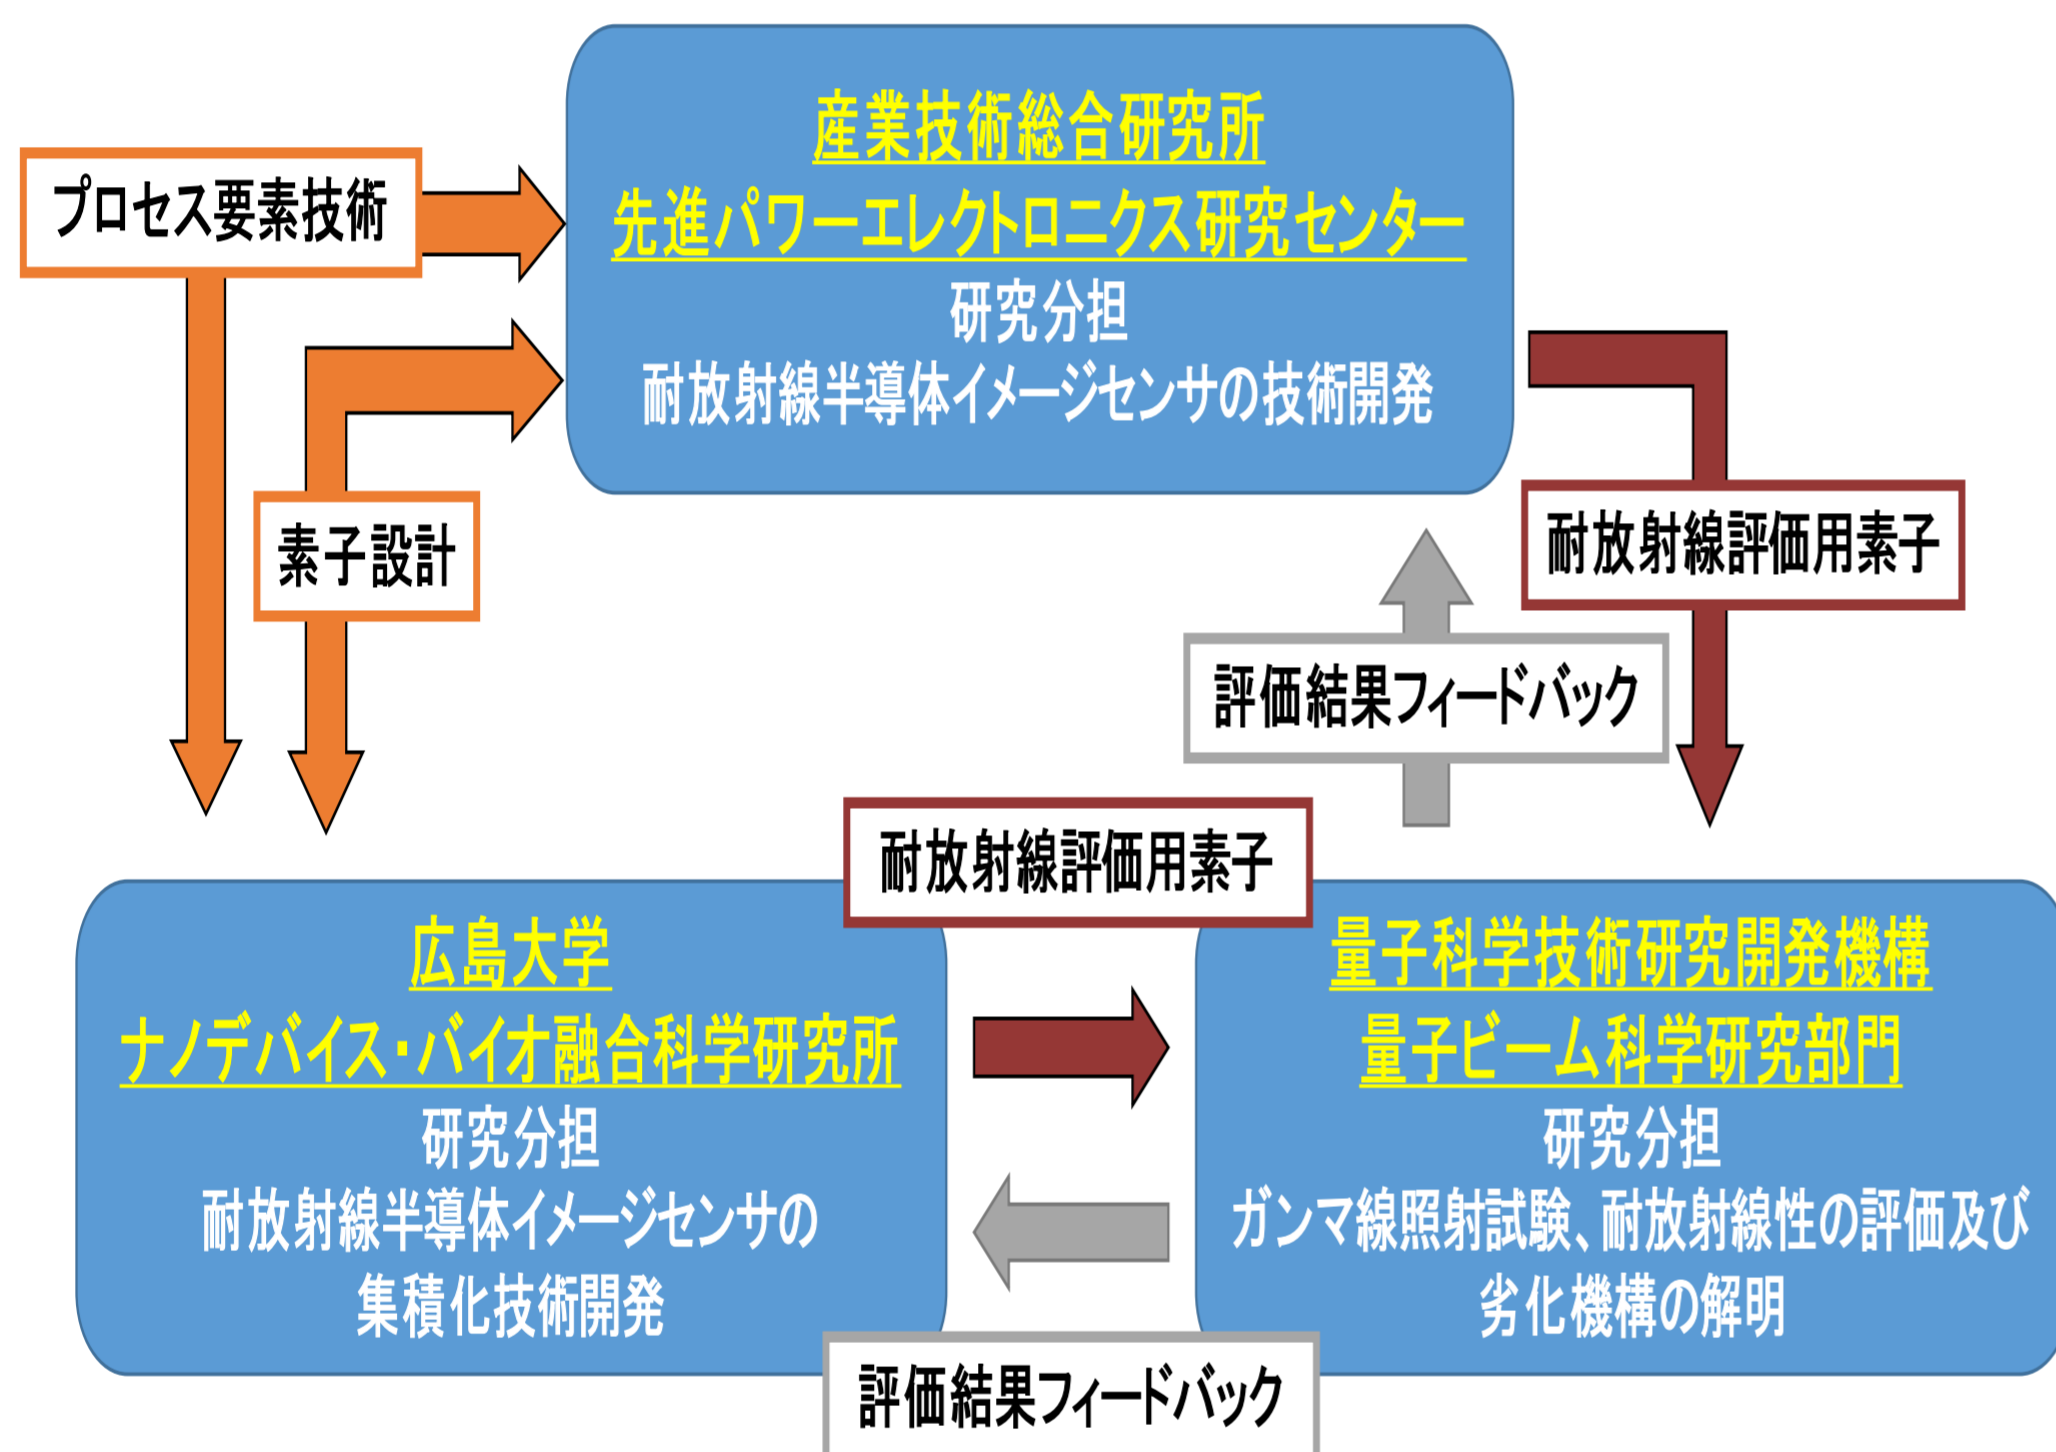 産業技術総合研究所
先進パワーエレクトロニクス研究センター
研究分担
耐放射線半導体イメージセンサの技術開発
プロセス要素技術
素子設計
耐放射線評価用素子
評価結果フィードバック
耐放射線評価用素子
広島大学
ナノデバイス・バイオ融合科学研究所
研究分担
耐放射線半導体イメージセンサの
集積化技術開発
量子科学技術研究開発機構
量子ビーム科学研究部門
研究分担
ガンマ線照射試験、耐放射線性の評価及び
劣化機構の解明
評価結果フィードバック